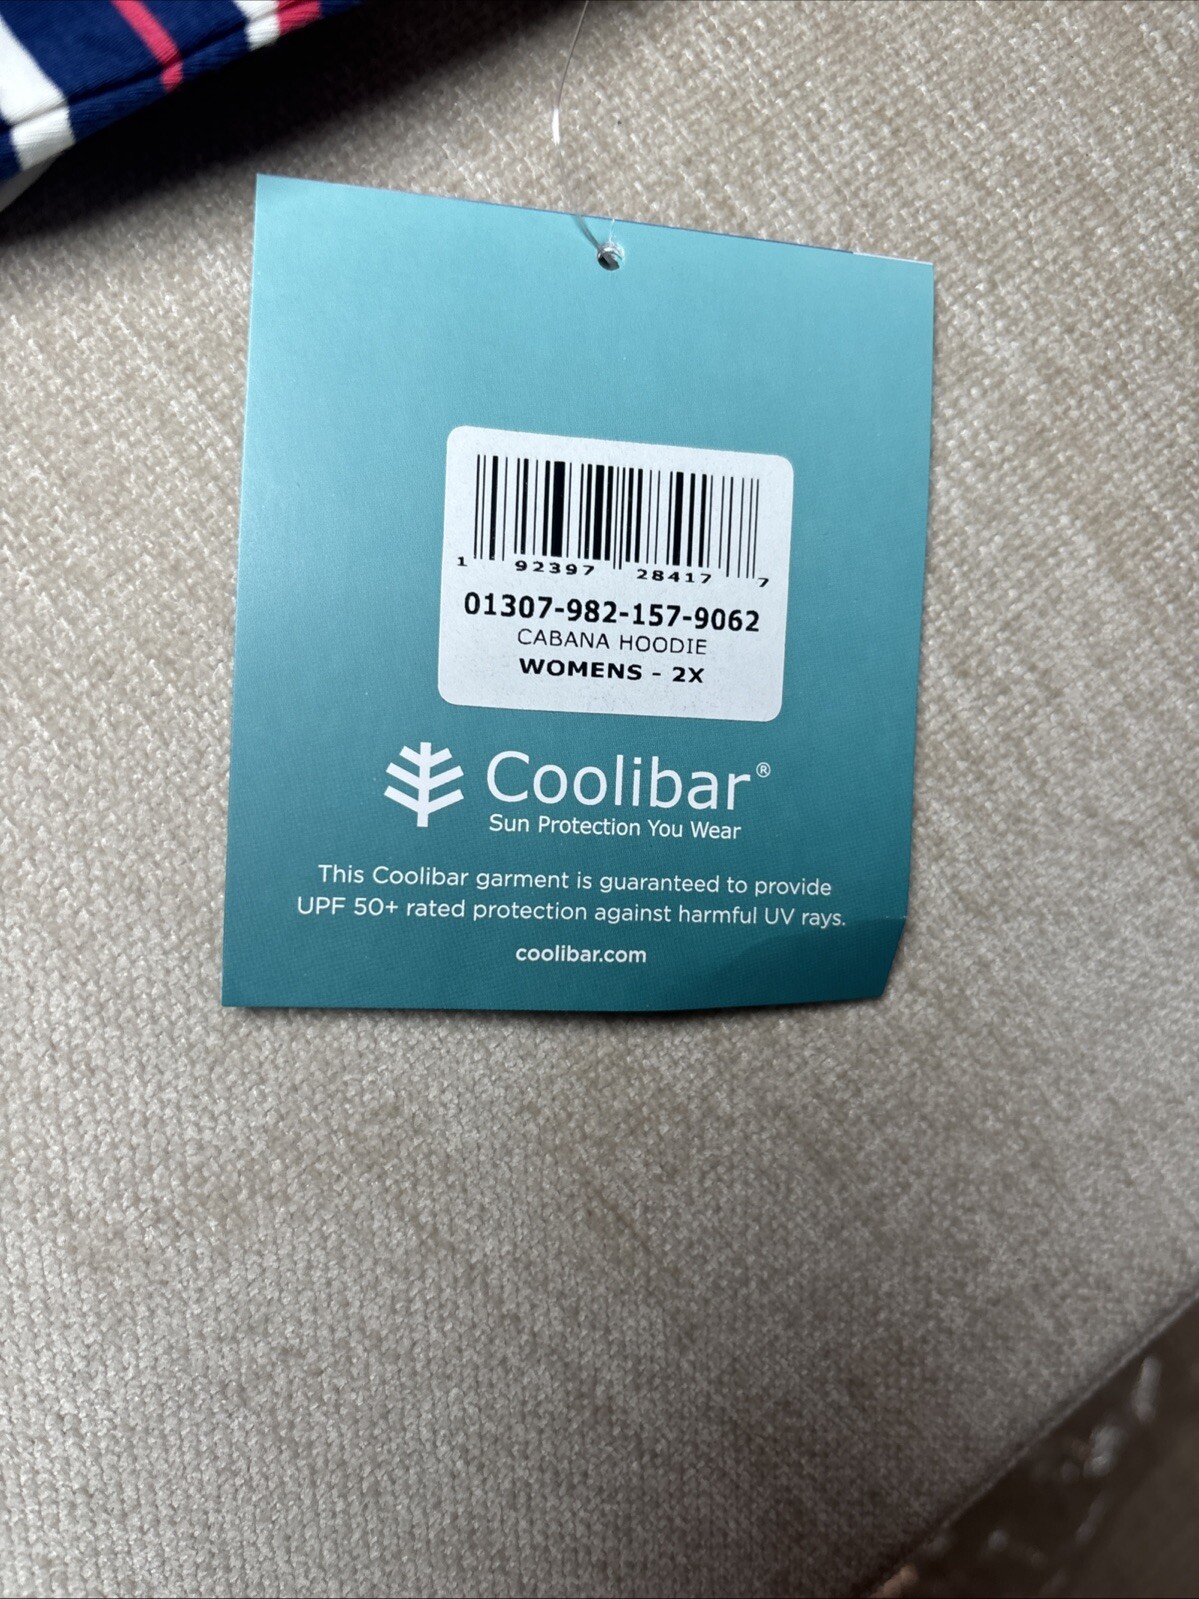 1 92397 28417 7
01307-982-157-9062
CABANA HOODIE
WOMENS - 2X
Coolibar®
Sun Protection You Wear
This Coolibar garment is guaranteed to provide
UPF 50+ rated protection against harmful UV rays.
coolibar.com